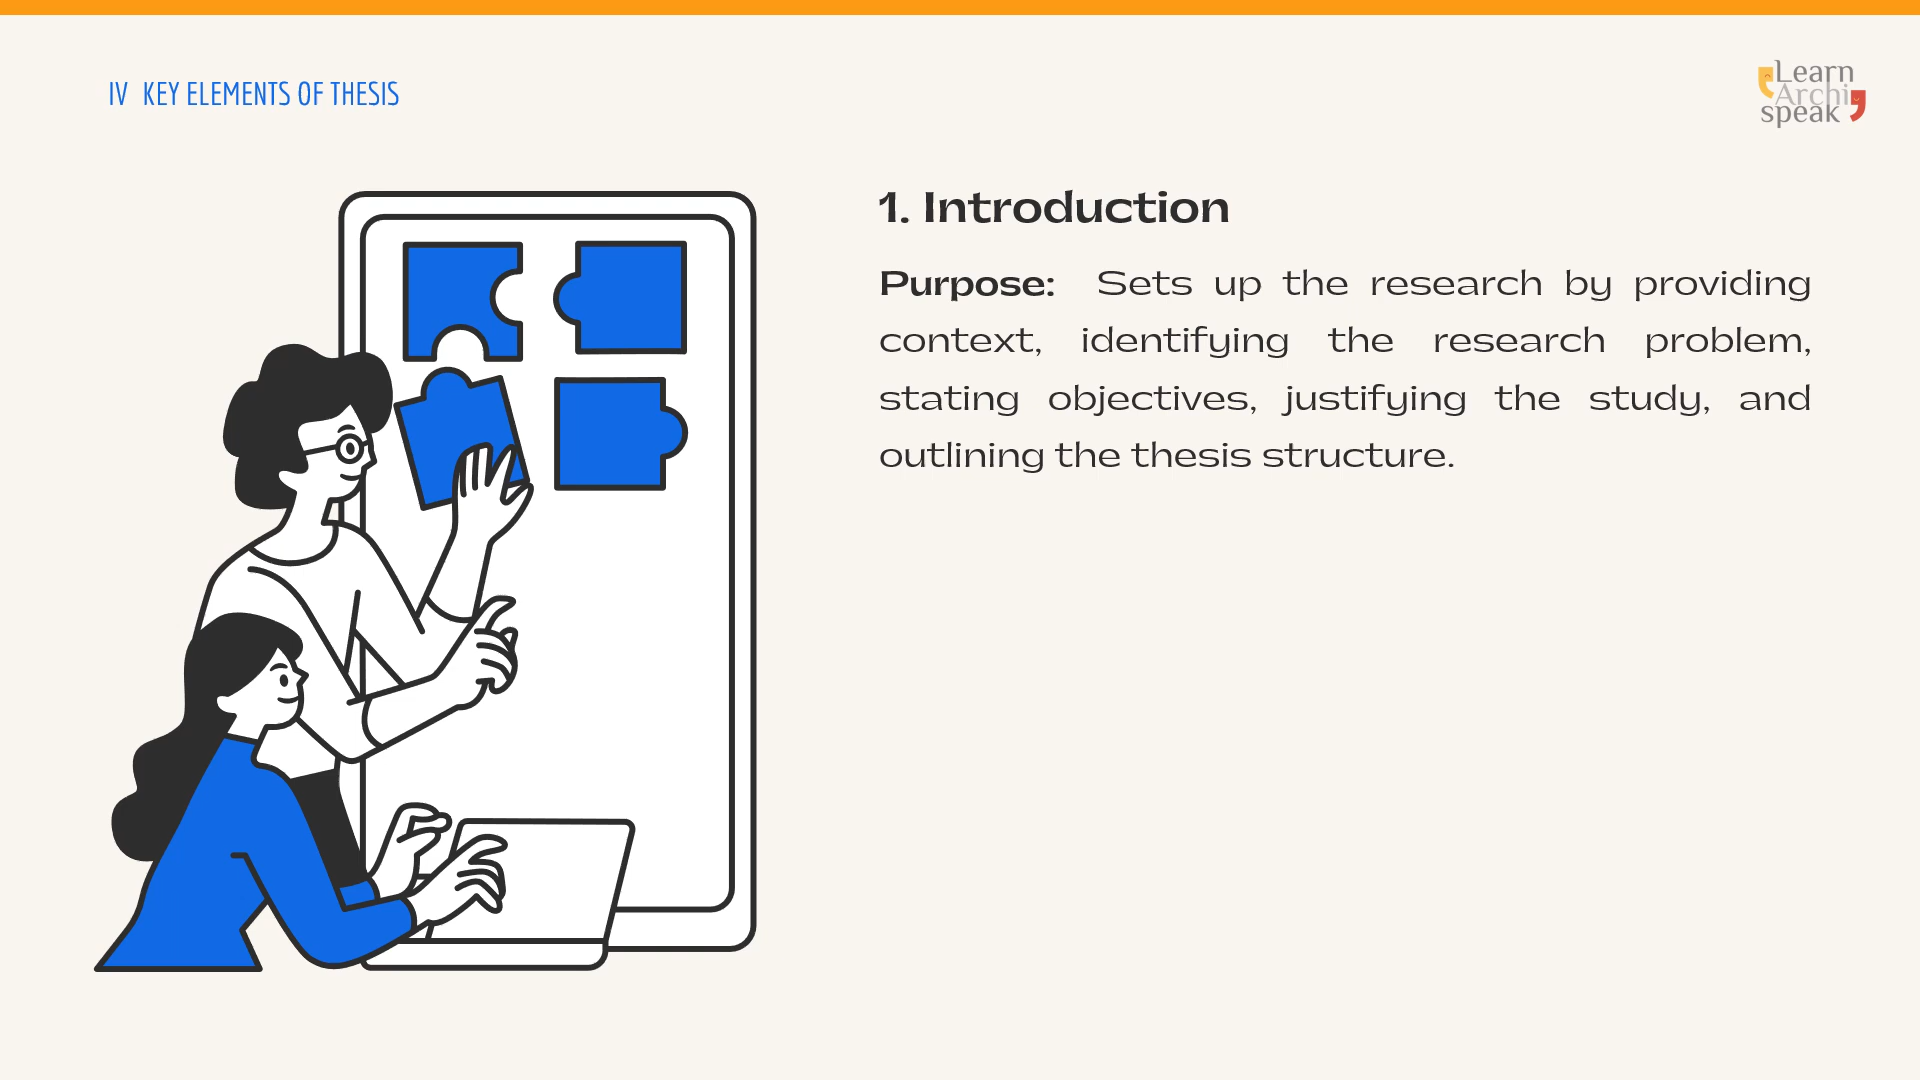 IV KEY ELEMENTS OF THESIS
Learn
Archi
speak
1. Introduction
Purpose: Sets up the research by providing
context, identifying the research problem,
stating objectives, justifying the study, and
outlining the thesis structure.